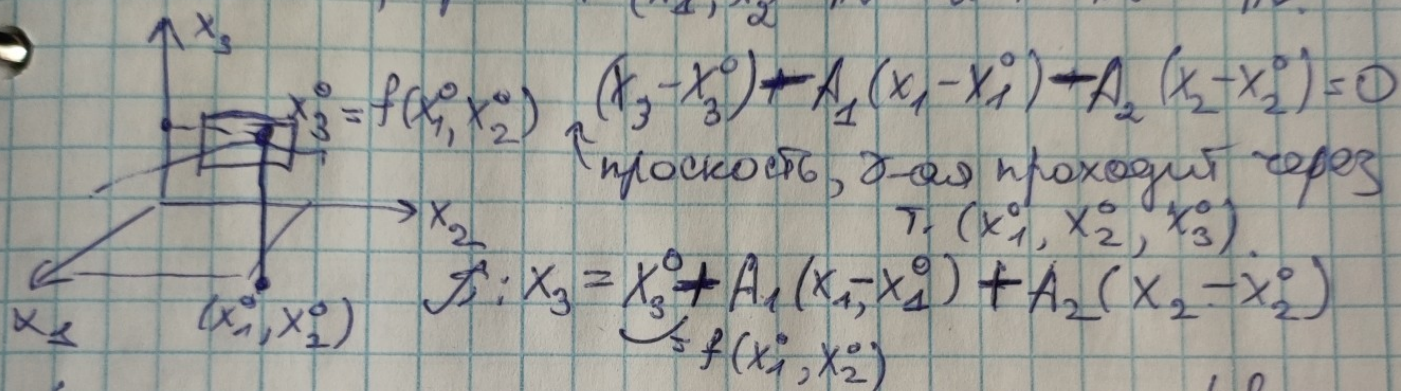 x₃
x₃⁰ = f(x₁⁰, x₂⁰)
(x₃ - x₃⁰) + A₁(x₁ - x₁⁰) + A₂(x₂ - x₂⁰) = 0
проскость, г-ая проходит через
т. (x₁⁰, x₂⁰, x₃⁰).
x₂
: x₃ = x₃⁰ + A₁(x₁ - x₁⁰) + A₂(x₂ - x₂⁰)
x₁
(x₁⁰, x₂⁰)
= f(x₁⁰, x₂⁰)